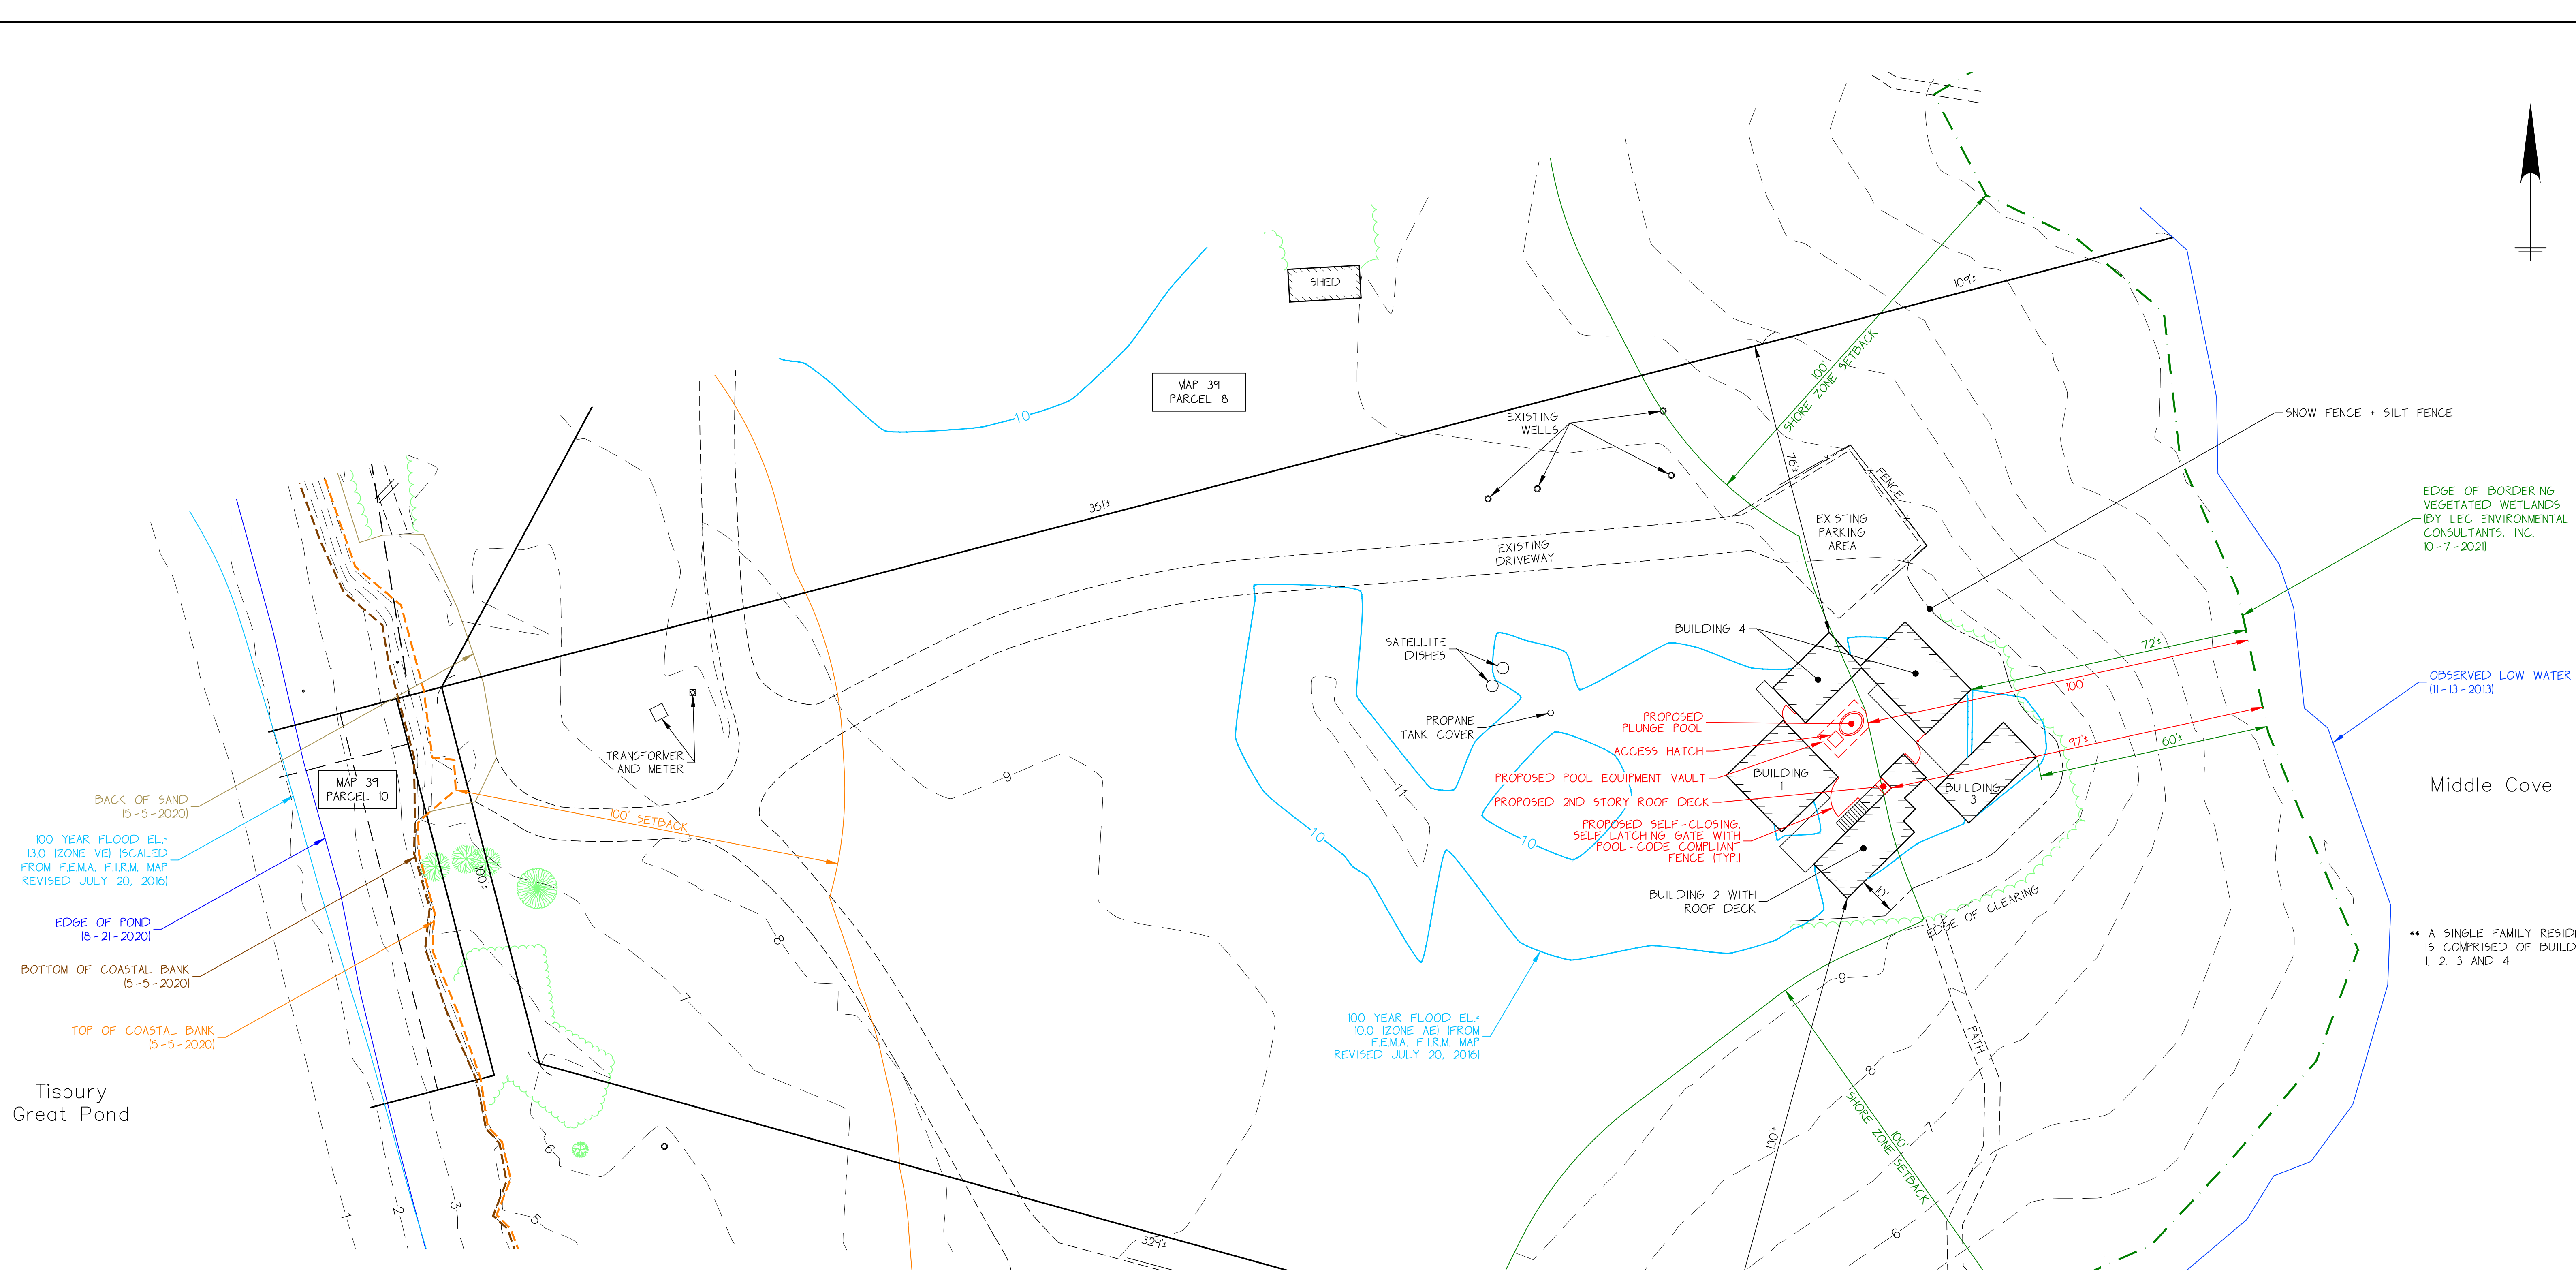 SHED
109'±
MAP 39
PARCEL 8
351'±
EXISTING
WELLS
100'
SHORE ZONE SETBACK
76'±
FENCE
EXISTING
PARKING
AREA
EXISTING
DRIVEWAY
SNOW FENCE + SILT FENCE
EDGE OF BORDERING
VEGETATED WETLANDS
(BY LEC ENVIRONMENTAL
CONSULTANTS, INC.
10-7-2021)
10
BUILDING 4
SATELLITE
DISHES
72'±
100'
PROPANE
TANK COVER
PROPOSED
PLUNGE POOL
ACCESS HATCH
PROPOSED POOL EQUIPMENT VAULT
PROPOSED 2ND STORY ROOF DECK
PROPOSED SELF-CLOSING,
SELF LATCHING GATE WITH
POOL-CODE COMPLIANT
FENCE (TYP.)
BUILDING
1
BUILDING
3
97'±
60'±
OBSERVED LOW WATER
(11-13-2013)
Middle Cove
BUILDING 2 WITH
ROOF DECK
10'
EDGE OF CLEARING
** A SINGLE FAMILY RESID
IS COMPRISED OF BUILD
1, 2, 3 AND 4
TRANSFORMER
AND METER
MAP 39
PARCEL 10
100' SETBACK
100'±
BACK OF SAND
(5-5-2020)
100 YEAR FLOOD EL.=
13.0 (ZONE VE) (SCALED
FROM F.E.M.A. F.I.R.M. MAP
REVISED JULY 20, 2016)
EDGE OF POND
(8-21-2020)
BOTTOM OF COASTAL BANK
(5-5-2020)
TOP OF COASTAL BANK
(5-5-2020)
Tisbury
Great Pond
9
11
10
10
8
7
100 YEAR FLOOD EL.=
10.0 (ZONE AE) (FROM
F.E.M.A. F.I.R.M. MAP
REVISED JULY 20, 2016)
9
PATH
8
7
6
100'
SHORE ZONE SETBACK
130'±
1
2
3
5
6
329'±